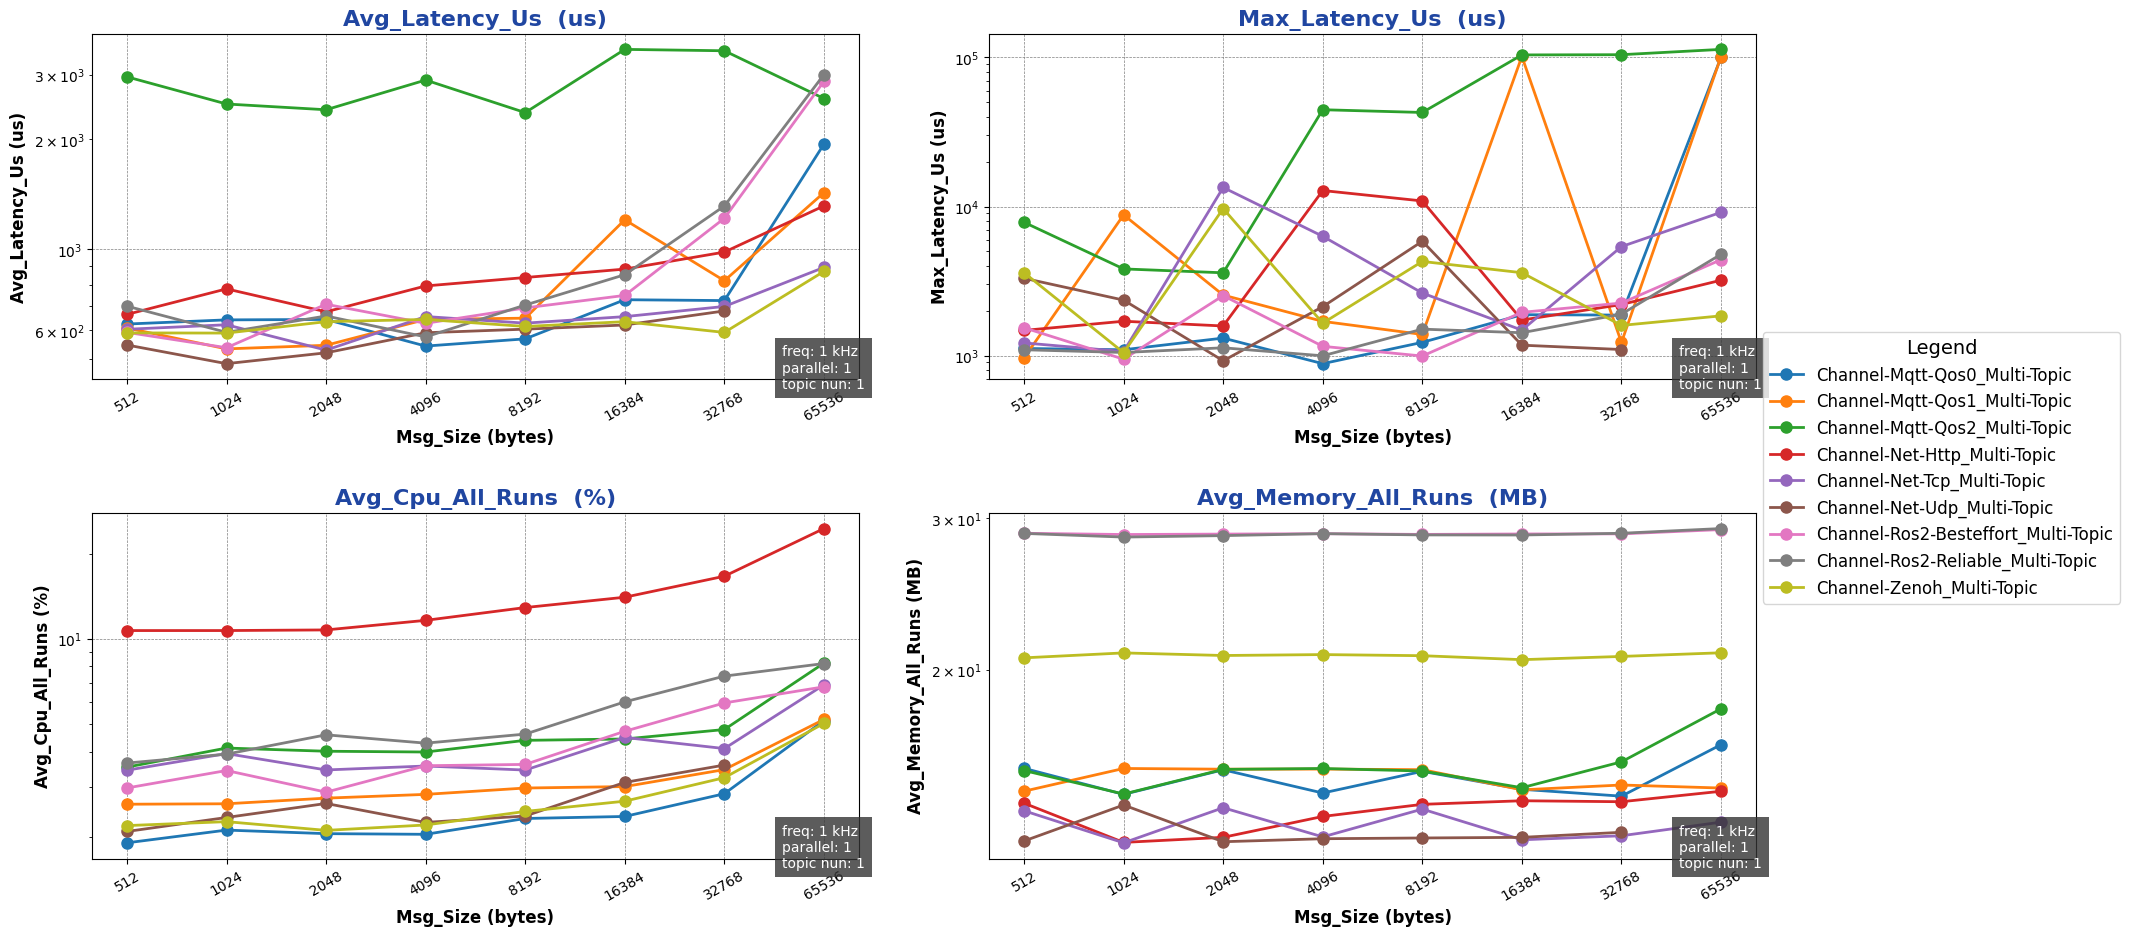 Avg_Latency_Us (us)
Avg_Latency_Us (us)
3 × 10³
2 × 10³
10³
6 × 10²
512
1024
2048
4096
8192
16384
32768
65536
Msg_Size (bytes)
freq: 1 kHz
parallel: 1
topic nun: 1
Max_Latency_Us (us)
Max_Latency_Us (us)
10⁵
10⁴
10³
512
1024
2048
4096
8192
16384
32768
65536
Msg_Size (bytes)
freq: 1 kHz
parallel: 1
topic nun: 1
Legend
Channel-Mqtt-Qos0_Multi-Topic
Channel-Mqtt-Qos1_Multi-Topic
Channel-Mqtt-Qos2_Multi-Topic
Channel-Net-Http_Multi-Topic
Channel-Net-Tcp_Multi-Topic
Channel-Net-Udp_Multi-Topic
Channel-Ros2-Besteffort_Multi-Topic
Channel-Ros2-Reliable_Multi-Topic
Channel-Zenoh_Multi-Topic
Avg_Cpu_All_Runs (%)
Avg_Cpu_All_Runs (%)
10¹
512
1024
2048
4096
8192
16384
32768
65536
Msg_Size (bytes)
freq: 1 kHz
parallel: 1
topic nun: 1
Avg_Memory_All_Runs (MB)
Avg_Memory_All_Runs (MB)
3 × 10¹
2 × 10¹
512
1024
2048
4096
8192
16384
32768
65536
Msg_Size (bytes)
freq: 1 kHz
parallel: 1
topic nun: 1